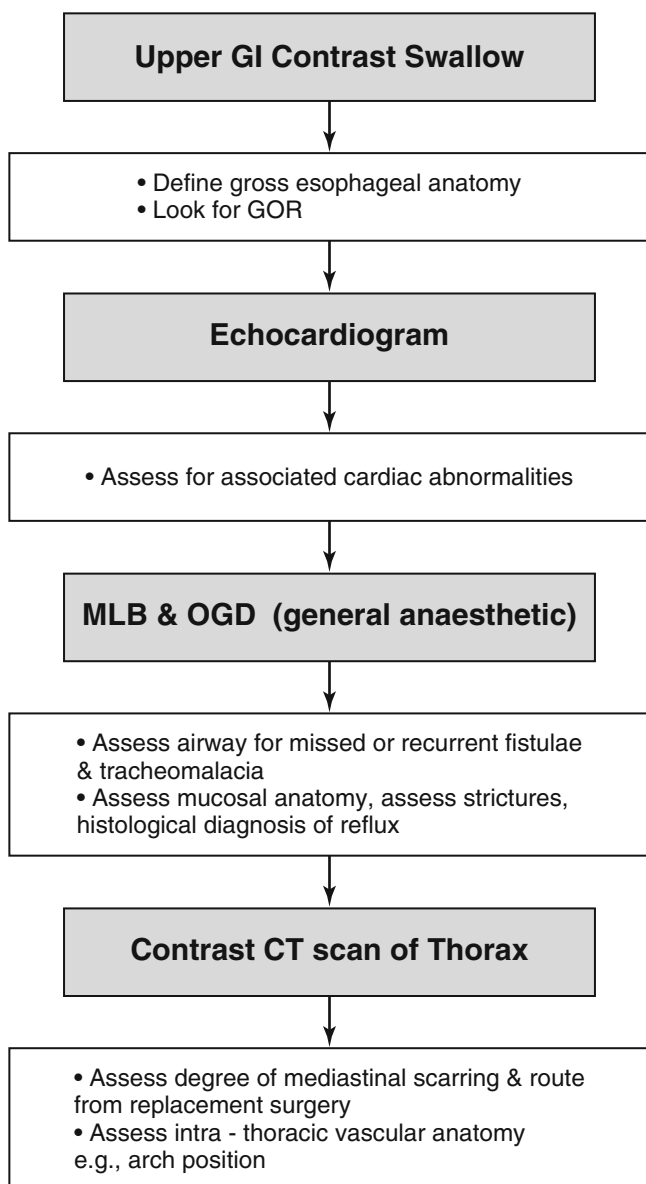 Upper GI Contrast Swallow
• Define gross esophageal anatomy
• Look for GOR
Echocardiogram
• Assess for associated cardiac abnormalities
MLB & OGD (general anaesthetic)
• Assess airway for missed or recurrent fistulae
& tracheomalacia
• Assess mucosal anatomy, assess strictures,
histological diagnosis of reflux
Contrast CT scan of Thorax
• Assess degree of mediastinal scarring & route
from replacement surgery
• Assess intra - thoracic vascular anatomy
e.g., arch position